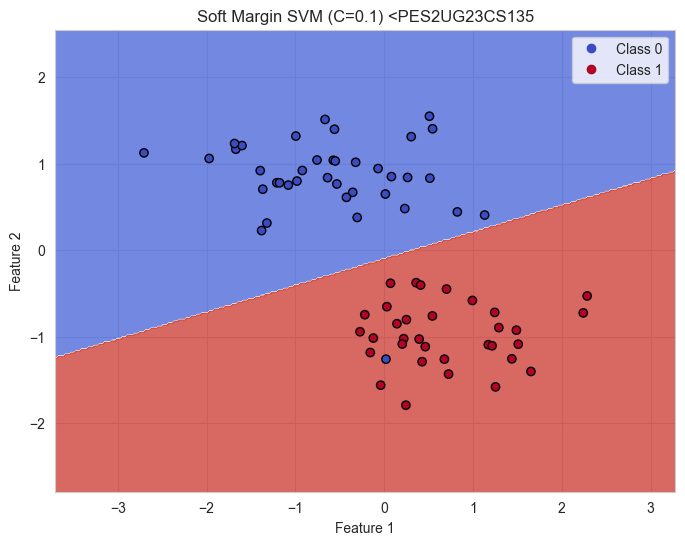 Soft Margin SVM (C=0.1) <PES2UG23CS135
Class 0
Class 1
2
1
0
−1
−2
Feature 2
−3
−2
−1
0
1
2
3
Feature 1